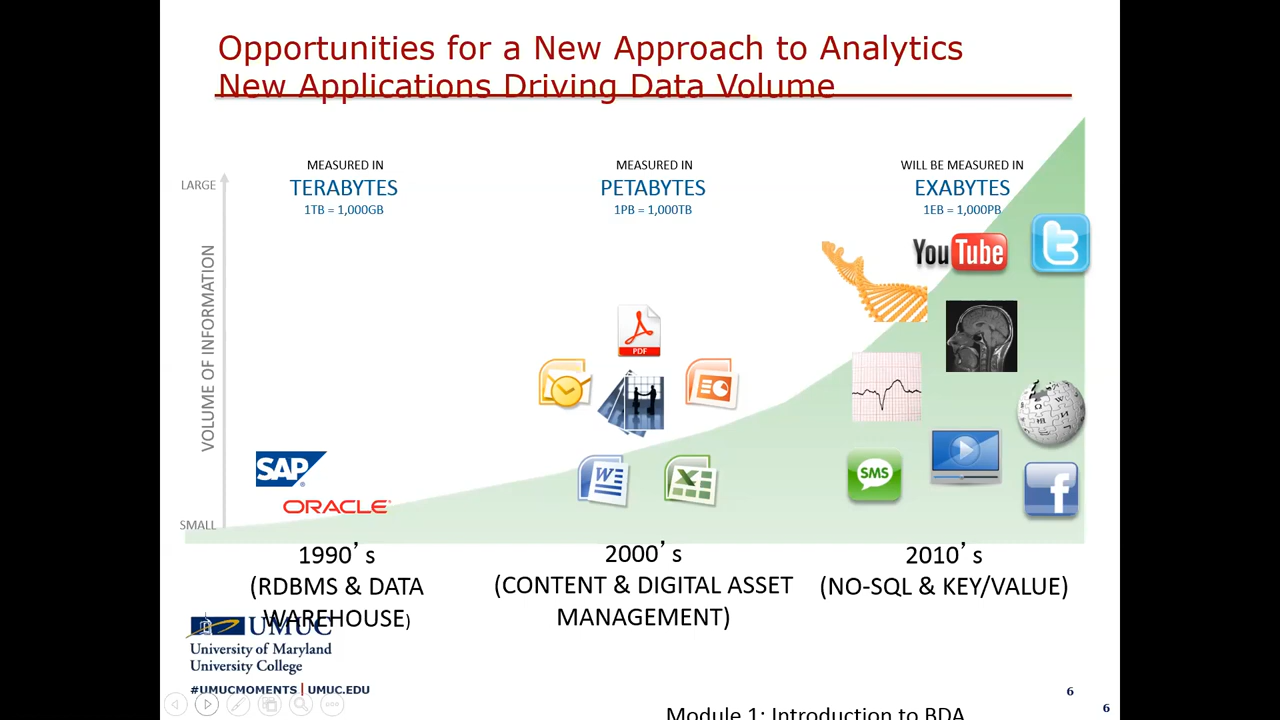 Opportunities for a New Approach to Analytics
New Applications Driving Data Volume
MEASURED IN
TERABYTES
1TB = 1,000GB
MEASURED IN
PETABYTES
1PB = 1,000TB
WILL BE MEASURED IN
EXABYTES
1EB = 1,000PB
LARGE
VOLUME OF INFORMATION
SMALL
SAP
ORACLE
PDF
W
X
YouTube
t
W
SMS
f
1990's
(RDBMS & DATA
WAREHOUSE)
2000's
(CONTENT & DIGITAL ASSET
MANAGEMENT)
2010's
(NO-SQL & KEY/VALUE)
UMUC
University of Maryland
University College
#UMUCMOMENTS | UMUC.EDU
6
6
Module 1: Introduction to BDA